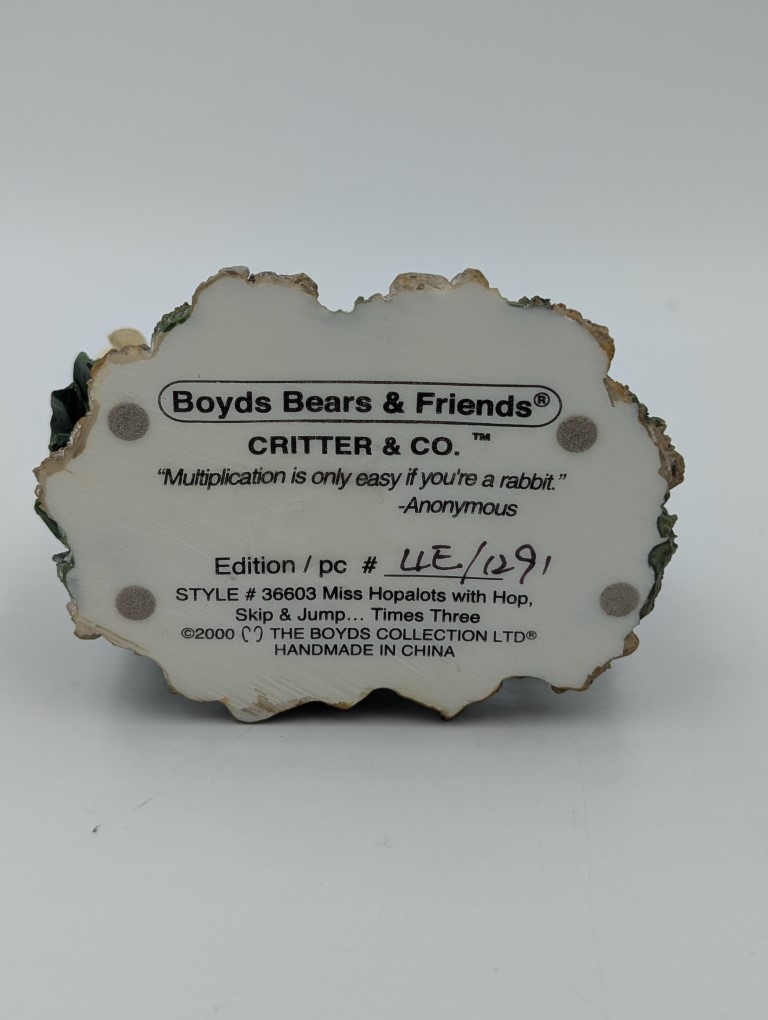 Boyds Bears & Friends®
CRITTER & CO. ™
“Multiplication is only easy if you're a rabbit.”
-Anonymous
Edition / pc # 4E/1291
STYLE # 36603 Miss Hopalots with Hop,
Skip & Jump... Times Three
©2000 THE BOYDS COLLECTION LTD®
HANDMADE IN CHINA